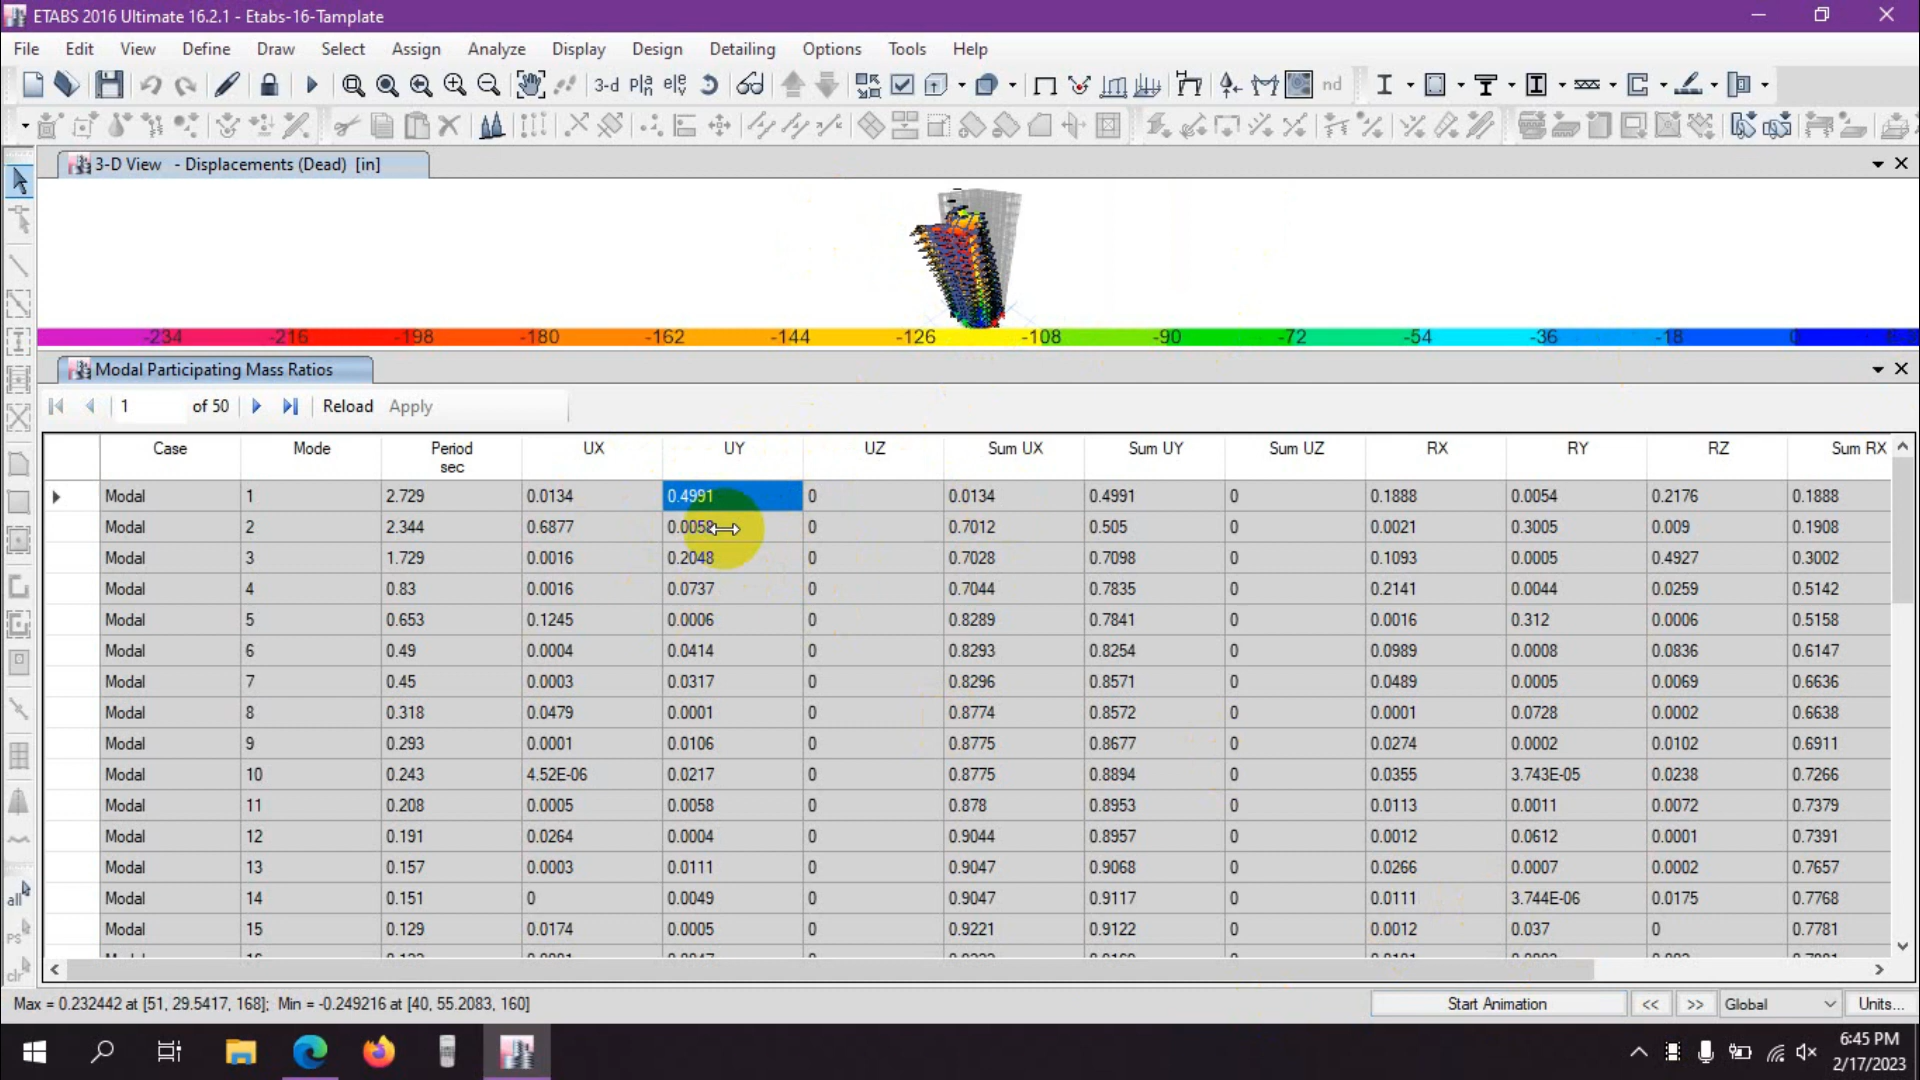 ETABS 2016 Ultimate 16.2.1 - Etabs-16-Tamplate
File Edit View Define Draw Select Assign Analyze Display Design Detailing Options Tools Help
3-d nd
3-D View - Displacements (Dead) [in]
-234 -216 -198 -180 -162 -144 -126 -108 -90 -72 -54 -36 -18 0
Modal Participating Mass Ratios
1 of 50 Reload Apply
Case Mode Period UX UY UZ Sum UX Sum UY Sum UZ RX RY RZ Sum RX
sec
Modal 1 2.729 0.0134 0.4991 0 0.0134 0.4991 0 0.1888 0.0054 0.2176 0.1888
Modal 2 2.344 0.6877 0 0.7012 0.505 0 0.0021 0.3005 0.009 0.1908
Modal 3 1.729 0.0016 0.2048 0 0.7028 0.7098 0 0.1093 0.0005 0.4927 0.3002
Modal 4 0.83 0.0016 0.0737 0 0.7044 0.7835 0 0.2141 0.0044 0.0259 0.5142
Modal 5 0.653 0.1245 0.0006 0 0.8289 0.7841 0 0.0016 0.312 0.0006 0.5158
Modal 6 0.49 0.0004 0.0414 0 0.8293 0.8254 0 0.0989 0.0008 0.0836 0.6147
Modal 7 0.45 0.0003 0.0317 0 0.8296 0.8571 0 0.0489 0.0005 0.0069 0.6636
Modal 8 0.318 0.0479 0.0001 0 0.8774 0.8572 0 0.0001 0.0728 0.0002 0.6638
Modal 9 0.293 0.0001 0.0106 0 0.8775 0.8677 0 0.0274 0.0002 0.0102 0.6911
Modal 10 0.243 4.52E-06 0.0217 0 0.8775 0.8894 0 0.0355 3.743E-05 0.0238 0.7266
Modal 11 0.208 0.0005 0.0058 0 0.878 0.8953 0 0.0113 0.0011 0.0072 0.7379
Modal 12 0.191 0.0264 0.0004 0 0.9044 0.8957 0 0.0012 0.0612 0.0001 0.7391
Modal 13 0.157 0.0003 0.0111 0 0.9047 0.9068 0 0.0266 0.0007 0.0002 0.7657
Modal 14 0.151 0 0.0049 0 0.9047 0.9117 0 0.0111 3.744E-06 0.0175 0.7768
Modal 15 0.129 0.0174 0.0005 0 0.9221 0.9122 0 0.0012 0.037 0 0.7781
all
PS
clr
Max = 0.232442 at [51, 29.5417, 168]; Min = -0.249216 at [40, 55.2083, 160]
Start Animation << >> Global Units...
6:45 PM
2/17/2023